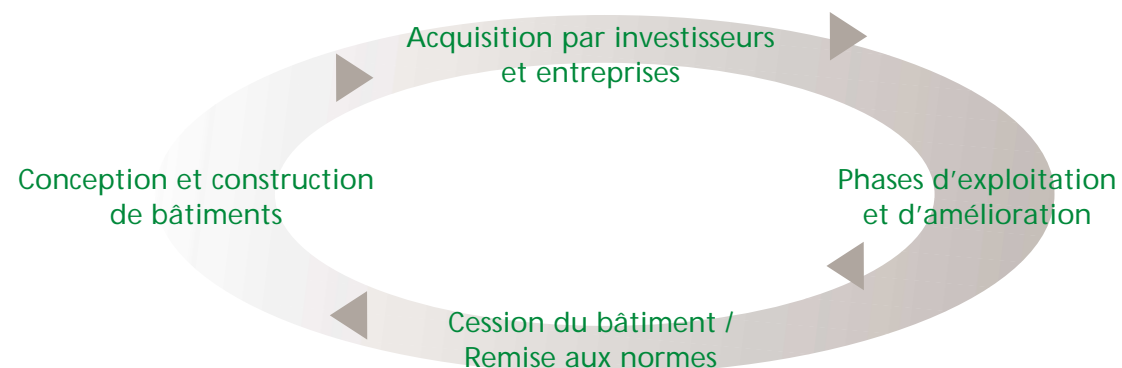 Acquisition par investisseurs
et entreprises
Conception et construction
de bâtiments
Phases d’exploitation
et d’amélioration
Cession du bâtiment /
Remise aux normes